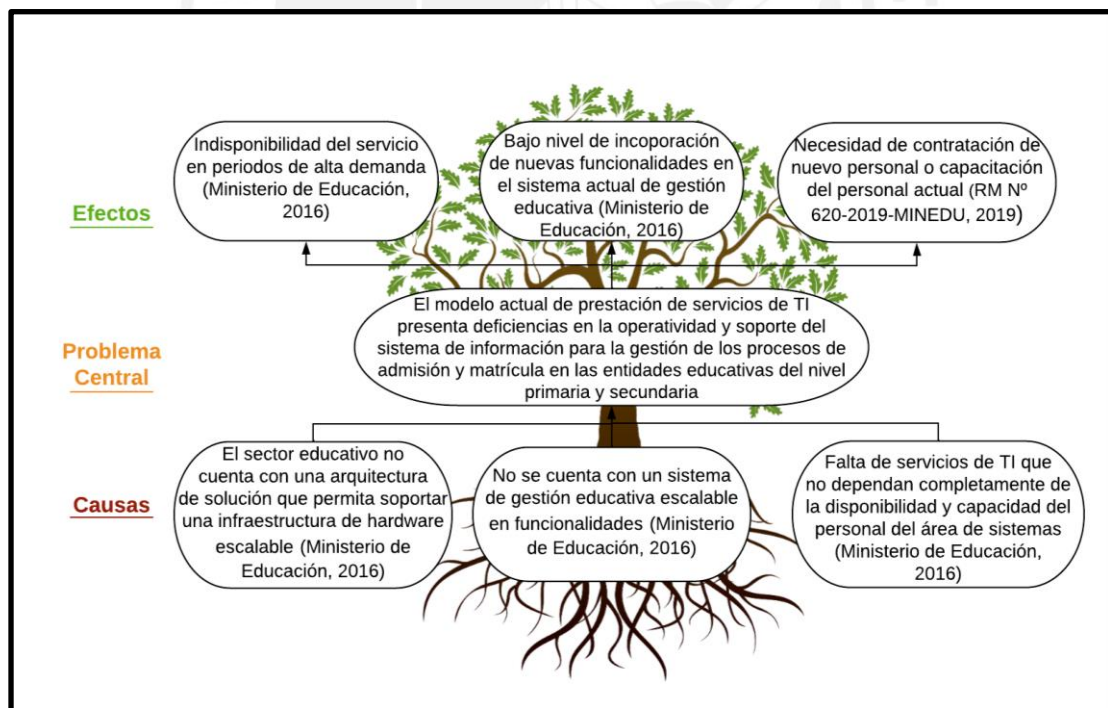 Indisponibilidad del servicio
en periodos de alta demanda
(Ministerio de Educación,
2016)
Bajo nivel de incoporación
de nuevas funcionalidades en
el sistema actual de gestión
educativa (Ministerio de
Educación, 2016)
Necesidad de contratación de
nuevo personal o capacitación
del personal actual (RM Nº
620-2019-MINEDU, 2019)
Efectos
El modelo actual de prestación de servicios de TI
presenta deficiencias en la operatividad y soporte del
sistema de información para la gestión de los procesos de
admisión y matrícula en las entidades educativas del nivel
primaria y secundaria
Problema
Central
El sector educativo no
cuenta con una arquitectura
de solución que permita soportar
una infraestructura de hardware
escalable (Ministerio de
Educación, 2016)
No se cuenta con un sistema
de gestión educativa escalable
en funcionalidades (Ministerio
de Educación, 2016)
Falta de servicios de TI que
no dependan completamente de
la disponibilidad y capacidad del
personal del área de sistemas
(Ministerio de Educación,
2016)
Causas